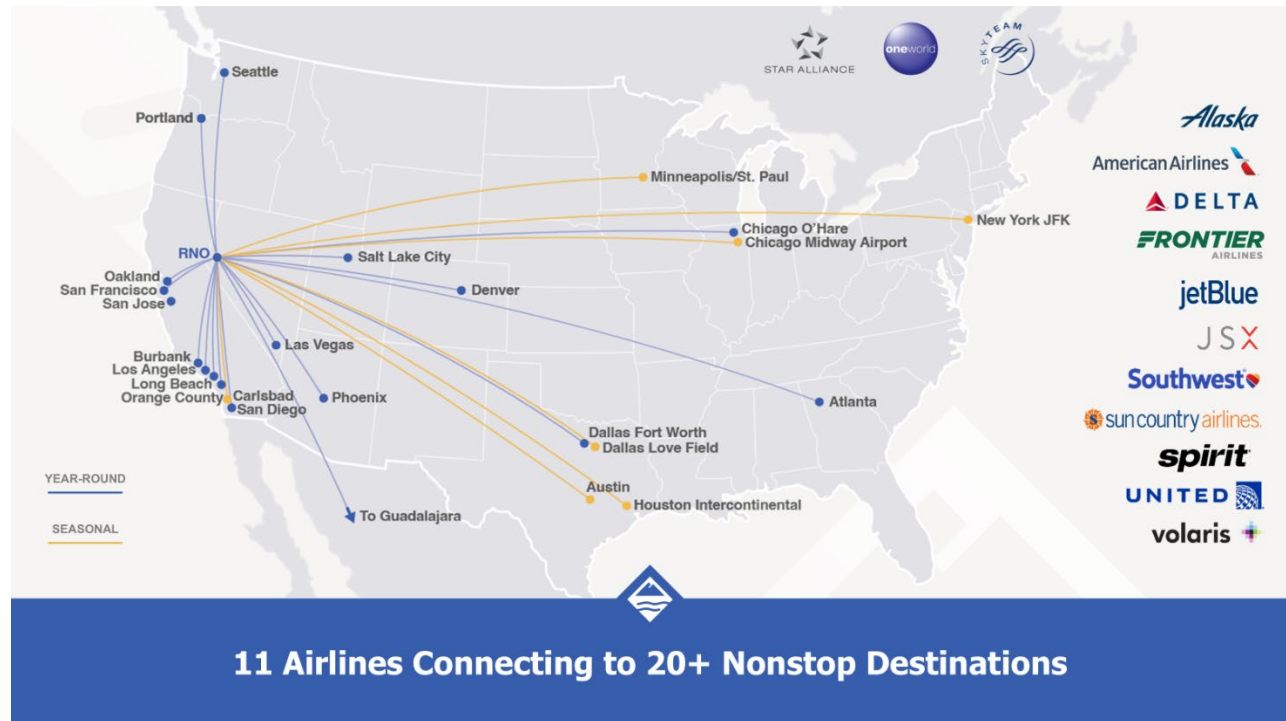 STAR ALLIANCE
oneworld
SKYTEAM
Seattle
Portland
Minneapolis/St. Paul
New York JFK
Chicago O'Hare
Chicago Midway Airport
RNO
Salt Lake City
Oakland
San Francisco
San Jose
Denver
Las Vegas
Burbank
Los Angeles
Long Beach
Orange County
Carlsbad
San Diego
Phoenix
Atlanta
Dallas Fort Worth
Dallas Love Field
Austin
Houston Intercontinental
To Guadalajara
YEAR-ROUND
SEASONAL
Alaska
American Airlines
DELTA
FRONTIER
AIRLINES
jetBlue
JSX
Southwest
sun country airlines.
spirit
UNITED
volaris
11 Airlines Connecting to 20+ Nonstop Destinations